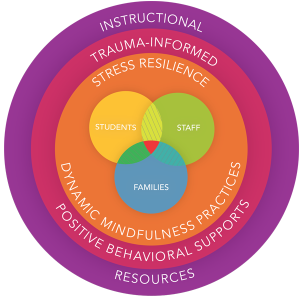 INSTRUCTIONAL
TRAUMA-INFORMED
STRESS RESILIENCE
STUDENTS
STAFF
FAMILIES
DYNAMIC MINDFULNESS PRACTICES
POSITIVE BEHAVIORAL SUPPORTS
RESOURCES